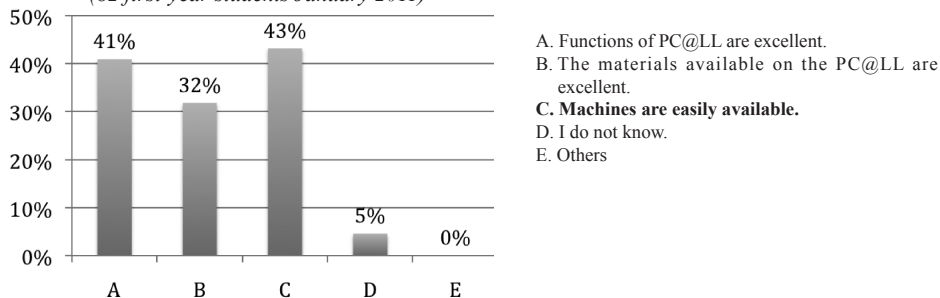 50%
40%
30%
20%
10%
0%
41%
32%
43%
5%
0%
A B C D E
A. Functions of PC@LL are excellent.
B. The materials available on the PC@LL are
excellent.
C. Machines are easily available.
D. I do not know.
E. Others